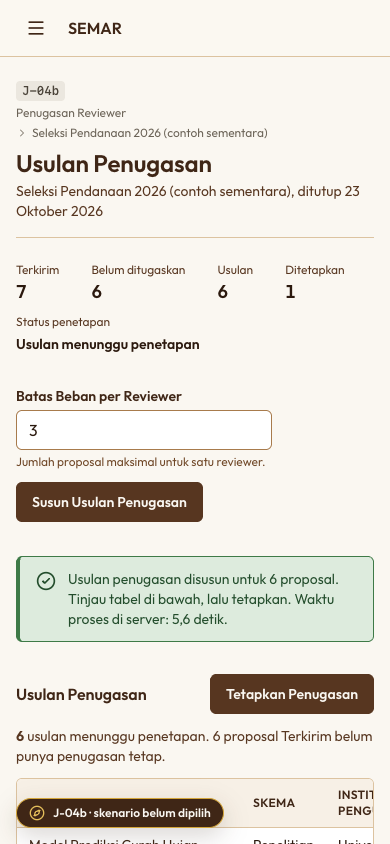 SEMAR
J-04b
Penugasan Reviewer
Seleksi Pendanaan 2026 (contoh sementara)
Usulan Penugasan
Seleksi Pendanaan 2026 (contoh sementara), ditutup 23
Oktober 2026
Terkirim
Belum ditugaskan
Usulan
Ditetapkan
7
6
6
1
Status penetapan
Usulan menunggu penetapan
Batas Beban per Reviewer
3
Jumlah proposal maksimal untuk satu reviewer.
Susun Usulan Penugasan
Usulan penugasan disusun untuk 6 proposal.
Tinjau tabel di bawah, lalu tetapkan. Waktu
proses di server: 5,6 detik.
Usulan Penugasan
Tetapkan Penugasan
6 usulan menunggu penetapan. 6 proposal Terkirim belum
punya penugasan tetap.
SKEMA
J-04b · skenario belum dipilih